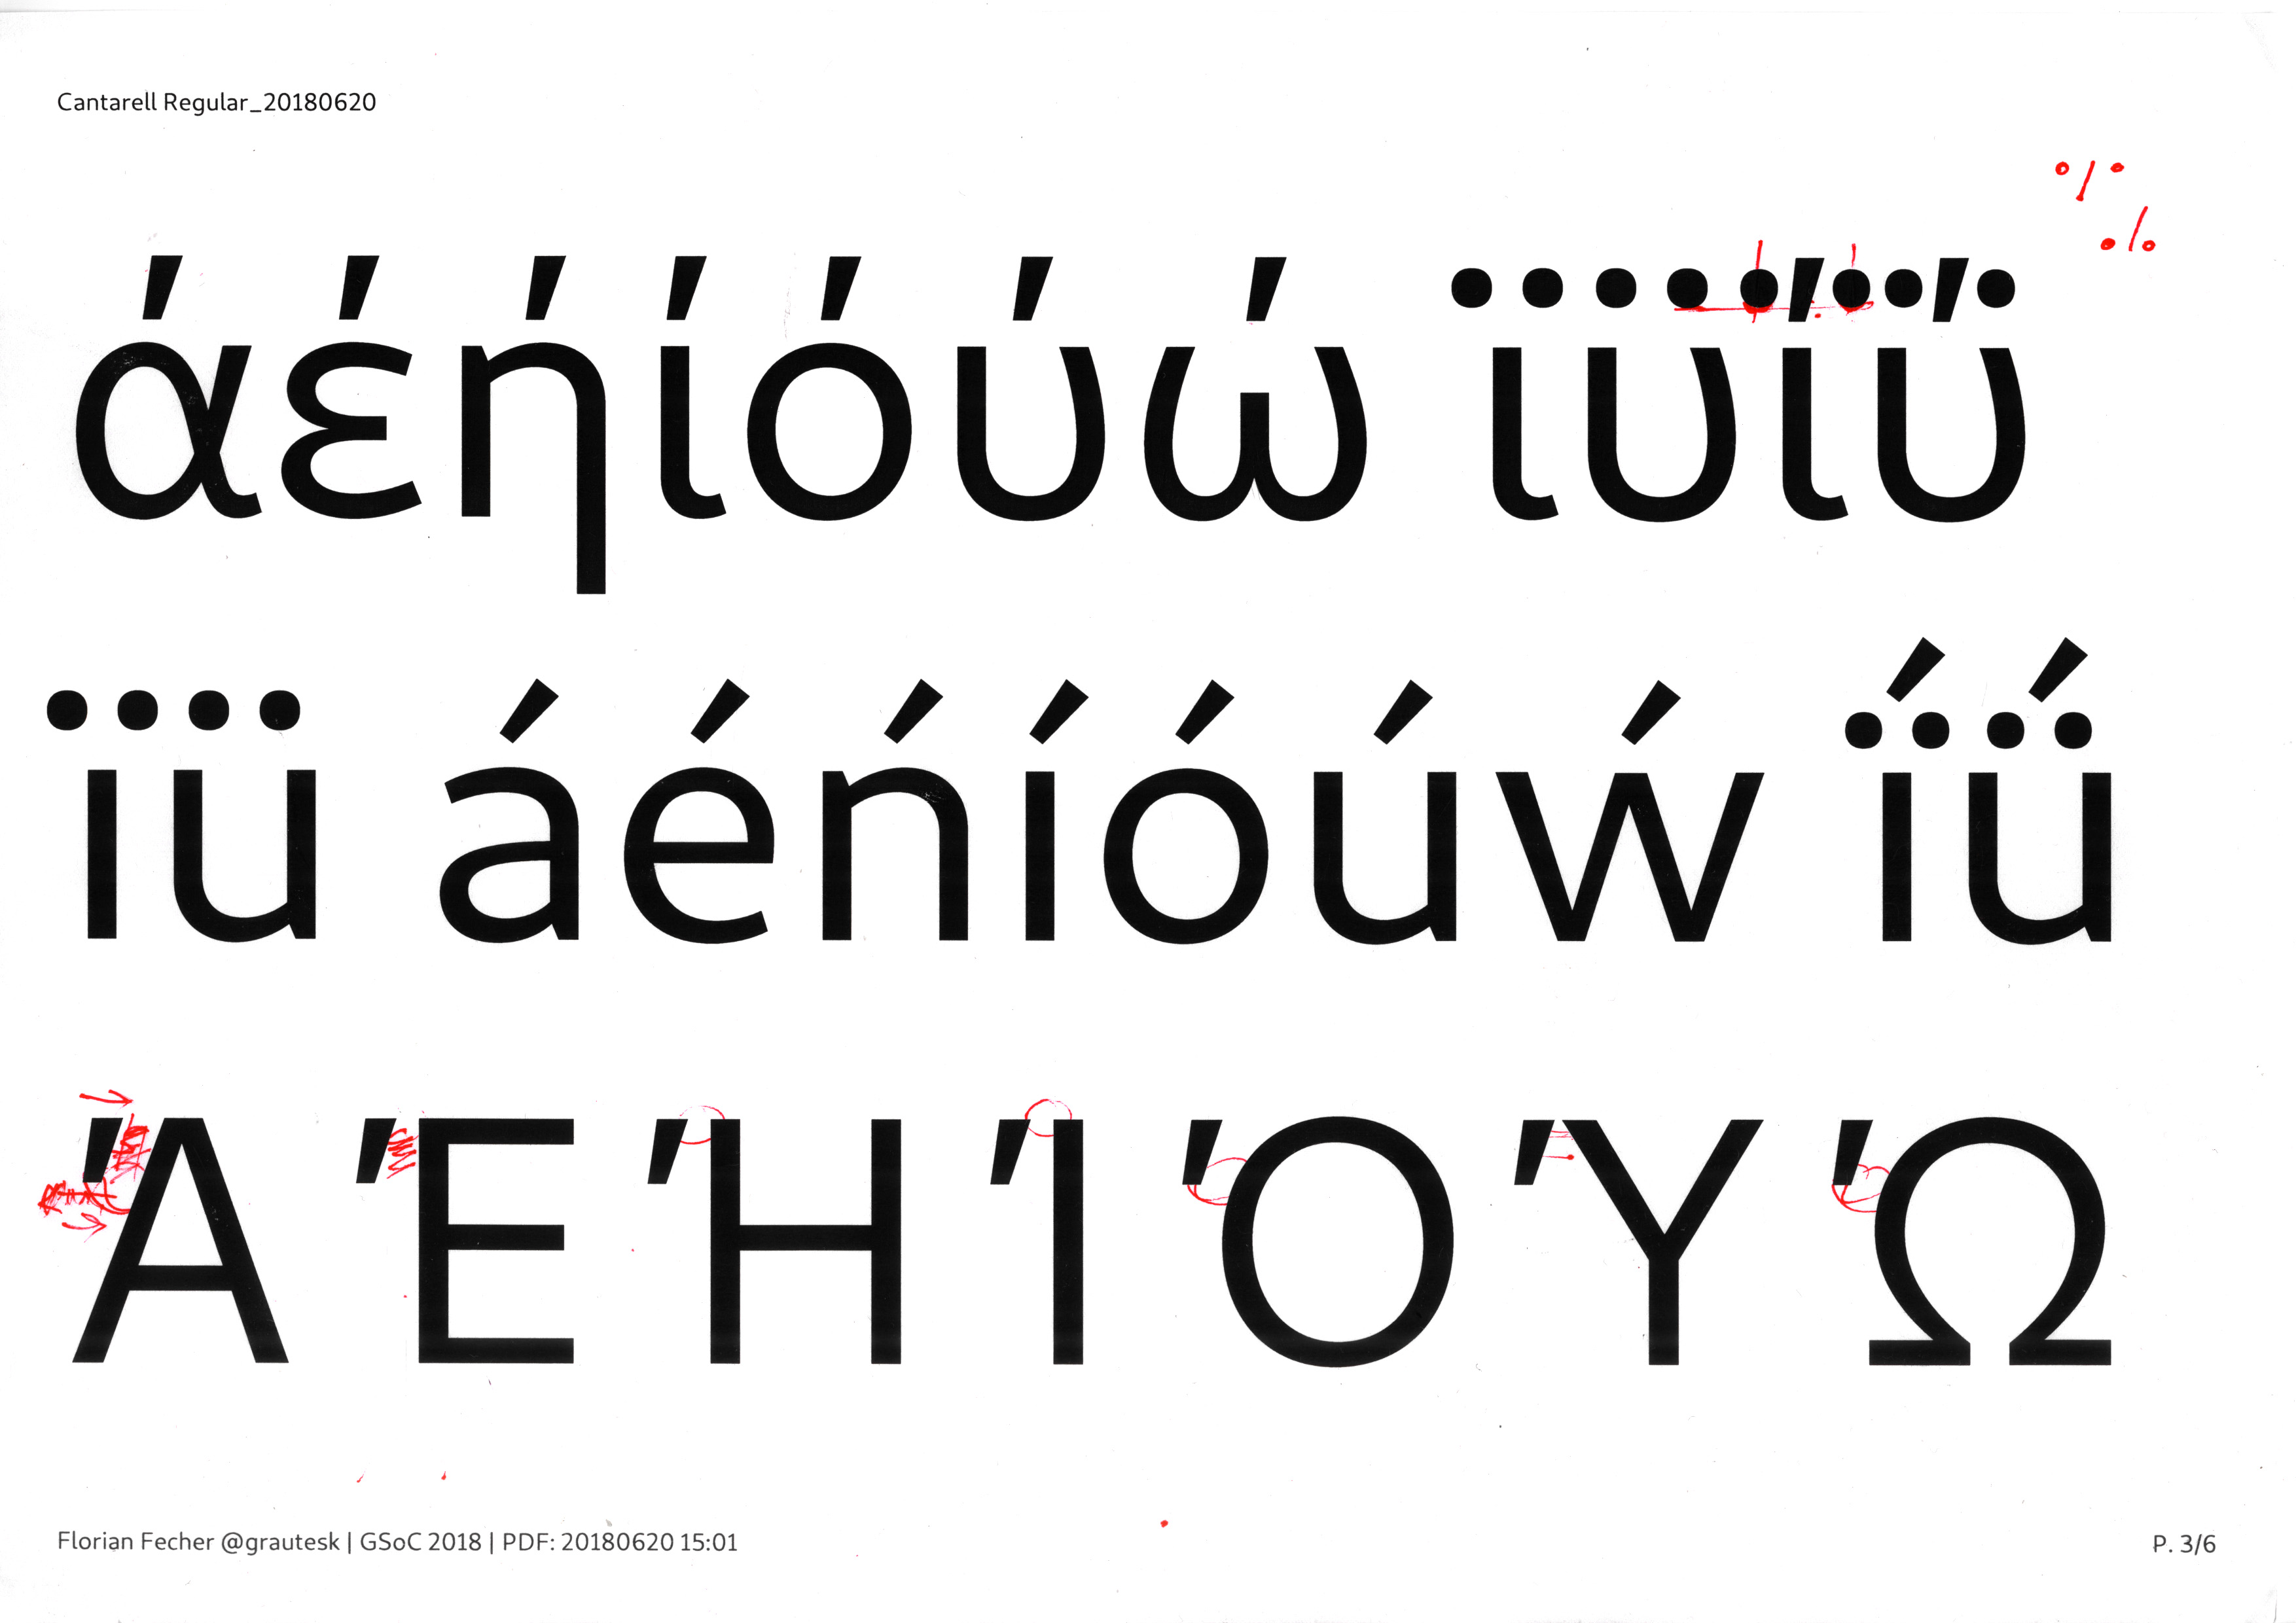 Cantarell Regular_20180620
άέήίόύώ ϊϋΐΰ
ïü áéńíóúẃ ḯǘ
ΆΈΉΊΌΎΏ
Florian Fecher @grautesk | GSoC 2018 | PDF: 20180620 15:01
P. 3/6